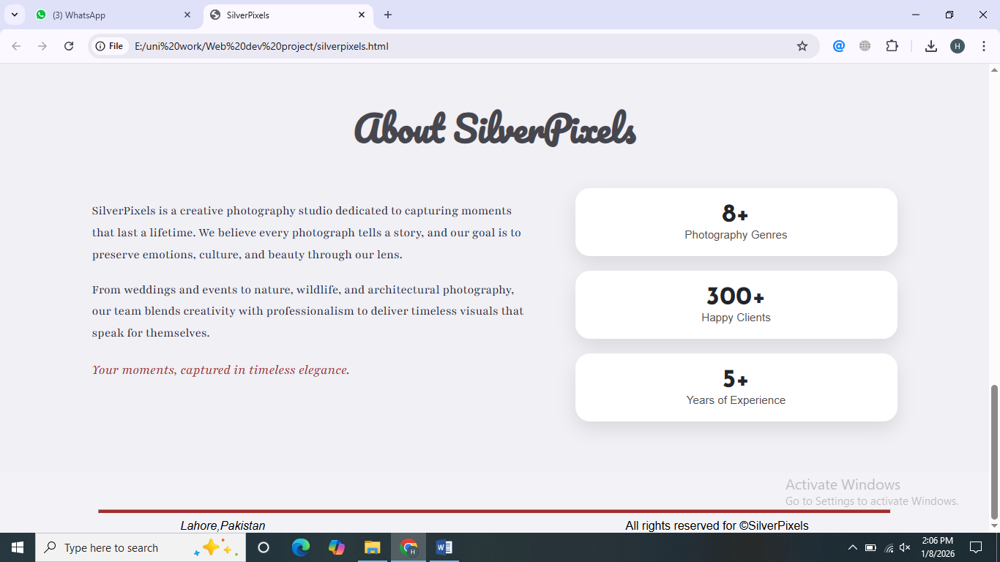 (3) WhatsApp
SilverPixels
File
E:/uni%20work/Web%20dev%20project/silverpixels.html
H
About SilverPixels
SilverPixels is a creative photography studio dedicated to capturing moments
that last a lifetime. We believe every photograph tells a story, and our goal is to
preserve emotions, culture, and beauty through our lens.
From weddings and events to nature, wildlife, and architectural photography,
our team blends creativity with professionalism to deliver timeless visuals that
speak for themselves.
Your moments, captured in timeless elegance.
8+
Photography Genres
300+
Happy Clients
5+
Years of Experience
Activate Windows
Go to Settings to activate Windows.
Lahore,Pakistan
All rights reserved for ©SilverPixels
Type here to search
H
W
2:06 PM
1/8/2026